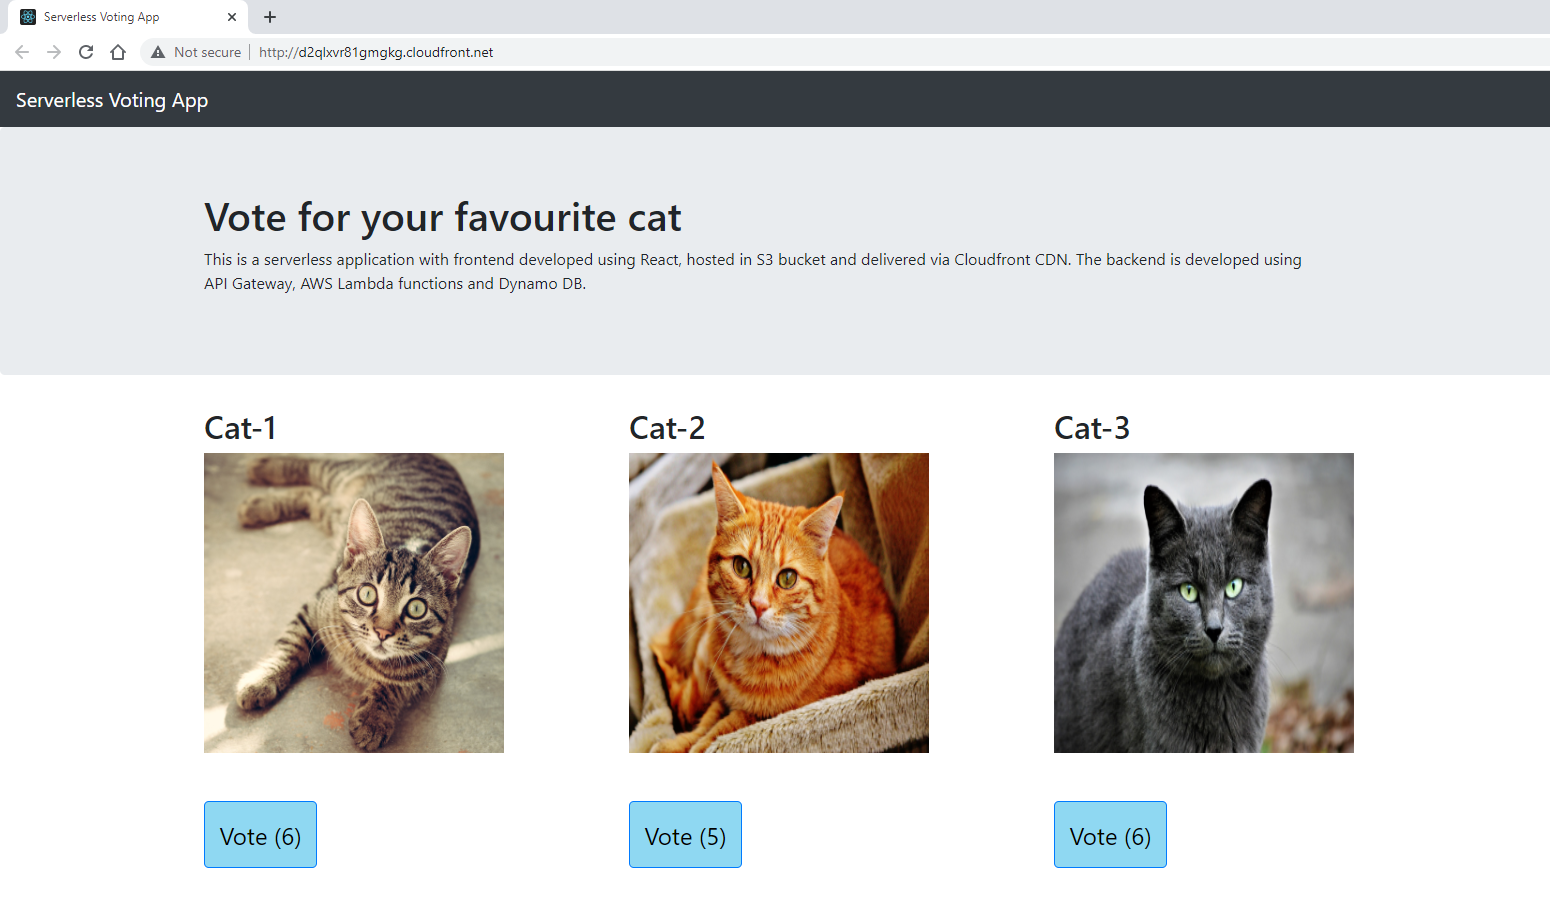 Serverless Voting App
Not secure | http://d2qlxvr81gmgkg.cloudfront.net
Serverless Voting App
Vote for your favourite cat
This is a serverless application with frontend developed using React, hosted in S3 bucket and delivered via Cloudfront CDN. The backend is developed using
API Gateway, AWS Lambda functions and Dynamo DB.
Cat-1 Cat-2 Cat-3
Vote (6) Vote (5) Vote (6)